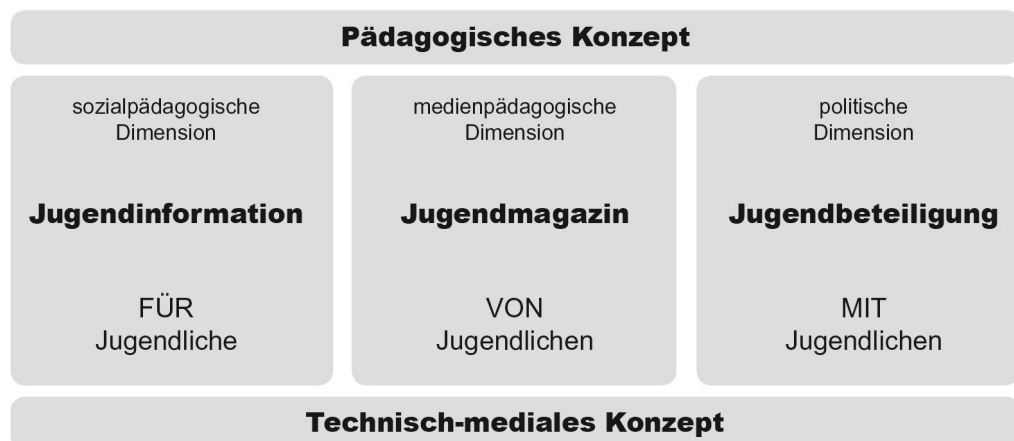 Pädagogisches Konzept
sozialpädagogische
Dimension
Jugendinformation
FÜR
Jugendliche
medienpädagogische
Dimension
Jugendmagazin
VON
Jugendlichen
politische
Dimension
Jugendbeteiligung
MIT
Jugendlichen
Technisch-mediales Konzept